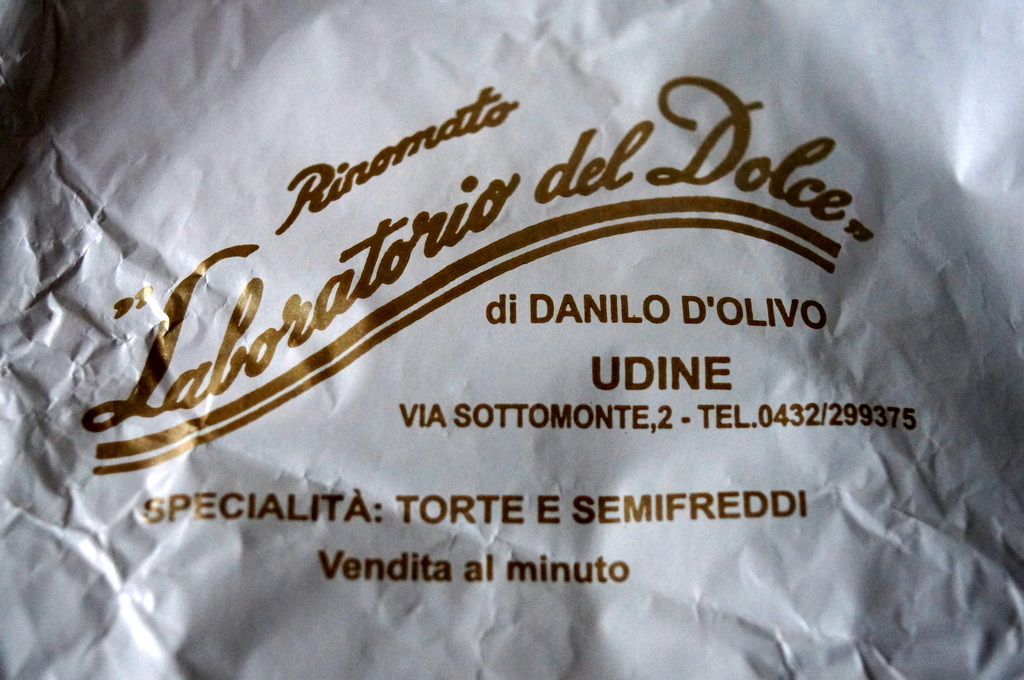 Rinomato
"Laboratorio del Dolce"
di DANILO D'OLIVO
UDINE
VIA SOTTOMONTE,2 - TEL.0432/299375
SPECIALITÀ: TORTE E SEMIFREDDI
Vendita al minuto